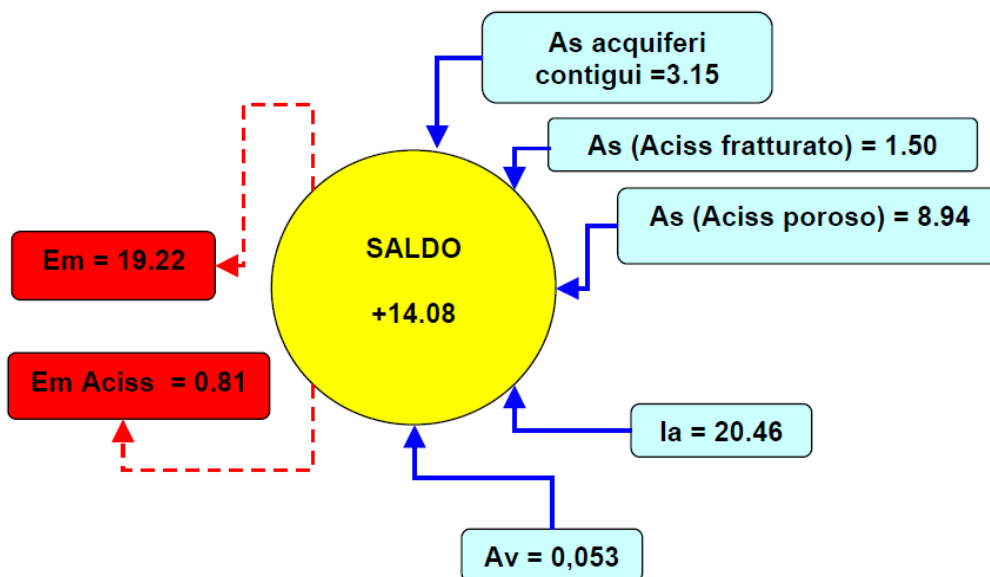 As acquiferi
contigui =3.15
As (Aciss fratturato) = 1.50
As (Aciss poroso) = 8.94
Em = 19.22
SALDO
+14.08
Em Aciss = 0.81
Ia = 20.46
Av = 0,053